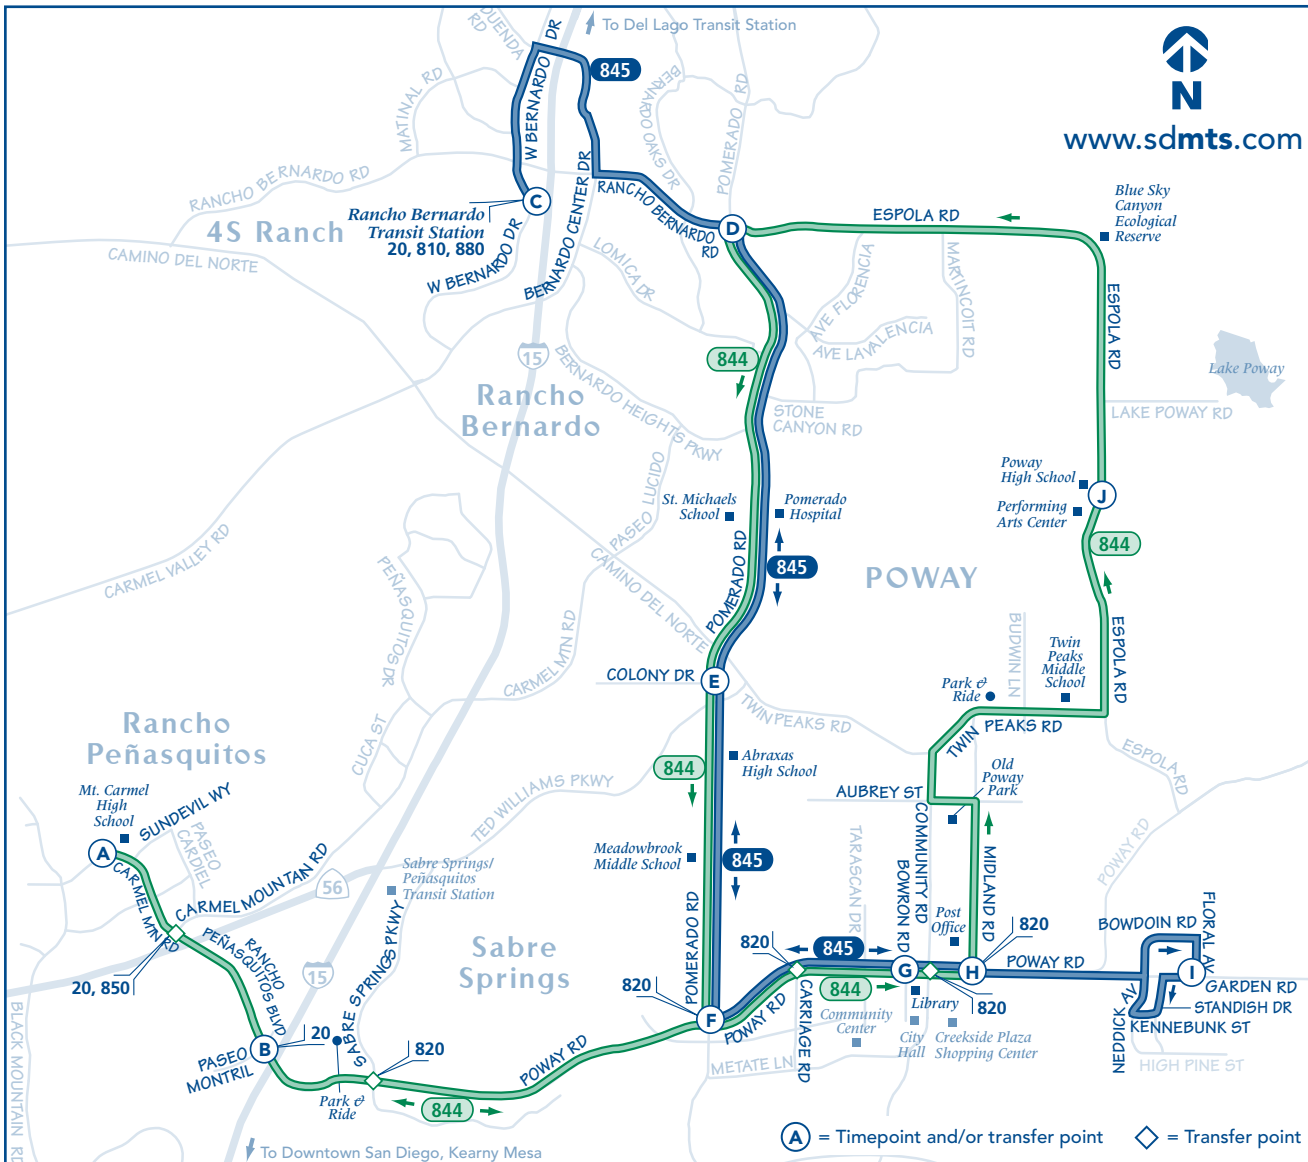 To Del Lago Transit Station
DUENDA
RD
DR
845
W BERNARDO
MATINAL RD
BERNARDO OAKS DR
POMERADO RD
N
www.sdmts.com
RANCHO BERNARDO RD
4S Ranch
CAMINO DEL NORTE
Rancho Bernardo
Transit Station
20, 810, 880
C
W BERNARDO DR
BERNARDO CENTER DR
RANCHO BERNARDO
RD
D
ESPOLA RD
Blue Sky
Canyon
Ecological
Reserve
LOMICA DR
AVE FLORENCIA
AVE LA VALENCIA
MARTINCOIT RD
ESPOLA RD
Lake Poway
LAKE POWAY RD
15
844
BERNARDO HEIGHTS PKWY
Rancho
Bernardo
STONE
CANYON RD
PASEO LUCIDO
St. Michaels
School
Pomerado
Hospital
Poway
High School
Performing
Arts Center
J
844
CARMEL VALLEY RD
PEÑASQUITOS DR
CAMINO DEL NORTE
POMERADO RD
845
POWAY
CARMEL MTN RD
COLONY DR
E
TWIN PEAKS RD
BUDWIN LN
Twin
Peaks
Middle
School
Park &
Ride
ESPOLA RD
TWIN PEAKS RD
ESPOLA RD
Rancho
Peñasquitos
CUCA ST
Abraxas
High School
844
TED WILLIAMS PKWY
AUBREY ST
Old
Poway
Park
Mt. Carmel
High
School
SUNDEVIL WY
PASEO
CARDIEL
A
CARMEL MTN RD
CARMEL MOUNTAIN RD
56
Sabre Springs/
Peñasquitos
Transit Station
Meadowbrook
Middle School
845
TARASCAN DR
BOWRON RD
COMMUNITY RD
MIDLAND RD
POWAY RD
Post
Office
820
FLORAL AV
BOWDOIN RD
20, 850
RANCHO
PEÑASQUITOS BLVD
15
SABRE SPRINGS PKWY
Sabre
Springs
POMERADO RD
820
820
845
G
H
POWAY RD
I
GARDEN RD
STANDISH DR
KENNEBUNK ST
NEDDICK AV
HIGH PINE ST
844
F
POWAY RD
CARRIAGE RD
Community
Center
Library
City
Hall
820
Creekside Plaza
Shopping Center
METATE LN
BLACK MOUNTAIN RD
PASEO
MONTRIL
B
20
820
Park &
Ride
POWAY RD
844
To Downtown San Diego, Kearny Mesa
A = Timepoint and/or transfer point
= Transfer point